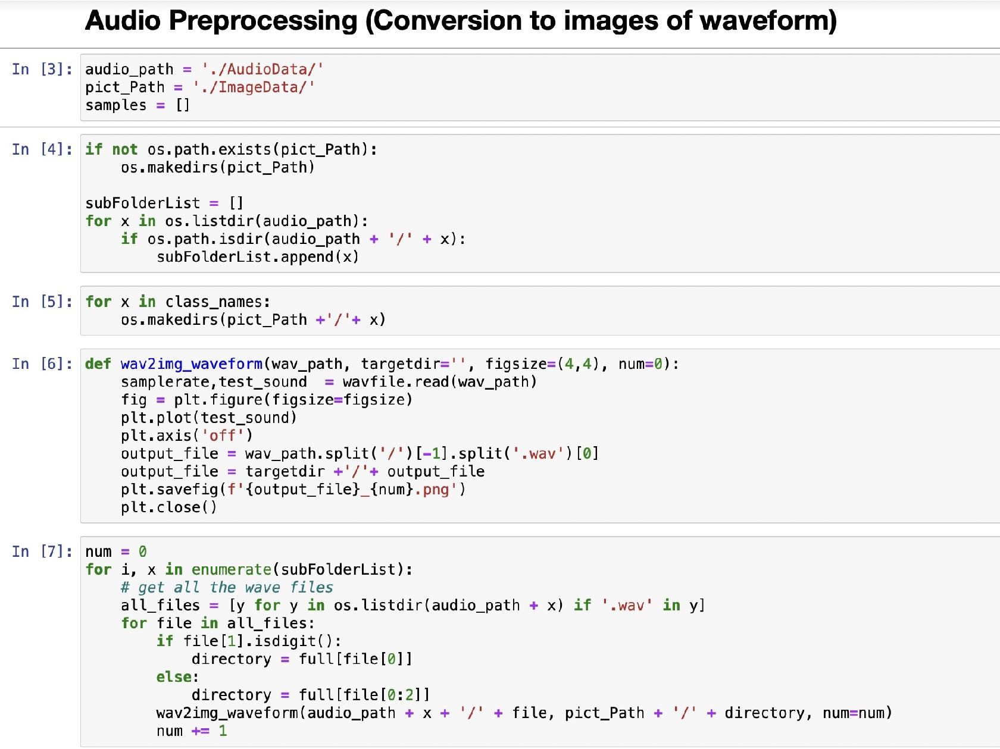 Audio Preprocessing (Conversion to images of waveform)
In [3]: audio_path = './AudioData/'
pict_Path = './ImageData/'
samples = []
In [4]: if not os.path.exists(pict_Path):
    os.makedirs(pict_Path)

subFolderList = []
for x in os.listdir(audio_path):
    if os.path.isdir(audio_path + '/' + x):
        subFolderList.append(x)
In [5]: for x in class_names:
    os.makedirs(pict_Path +'/'+ x)
In [6]: def wav2img_waveform(wav_path, targetdir='', figsize=(4,4), num=0):
    samplerate,test_sound  = wavfile.read(wav_path)
    fig = plt.figure(figsize=figsize)
    plt.plot(test_sound)
    plt.axis('off')
    output_file = wav_path.split('/')[-1].split('.wav')[0]
    output_file = targetdir +'/'+ output_file
    plt.savefig(f'{output_file}_{num}.png')
    plt.close()
In [7]: num = 0
for i, x in enumerate(subFolderList):
    # get all the wave files
    all_files = [y for y in os.listdir(audio_path + x) if '.wav' in y]
    for file in all_files:
        if file[1].isdigit():
            directory = full[file[0]]
        else:
            directory = full[file[0:2]]
        wav2img_waveform(audio_path + x + '/' + file, pict_Path + '/' + directory, num=num)
        num += 1